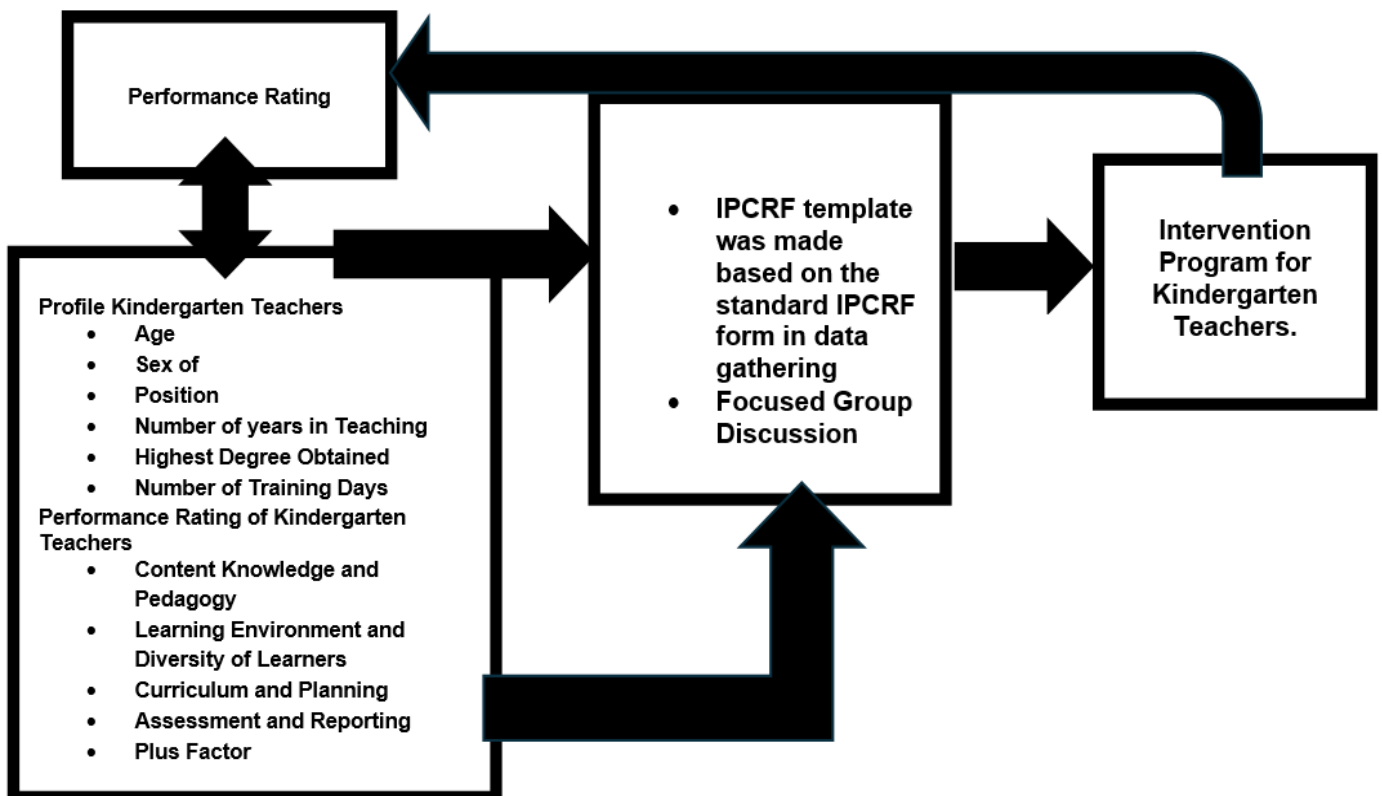 Performance Rating
Profile Kindergarten Teachers
• Age
• Sex of
• Position
• Number of years in Teaching
• Highest Degree Obtained
• Number of Training Days
Performance Rating of Kindergarten
Teachers
• Content Knowledge and
Pedagogy
• Learning Environment and
Diversity of Learners
• Curriculum and Planning
• Assessment and Reporting
• Plus Factor
• IPCRF template
was made
based on the
standard IPCRF
form in data
gathering
• Focused Group
Discussion
Intervention
Program for
Kindergarten
Teachers.